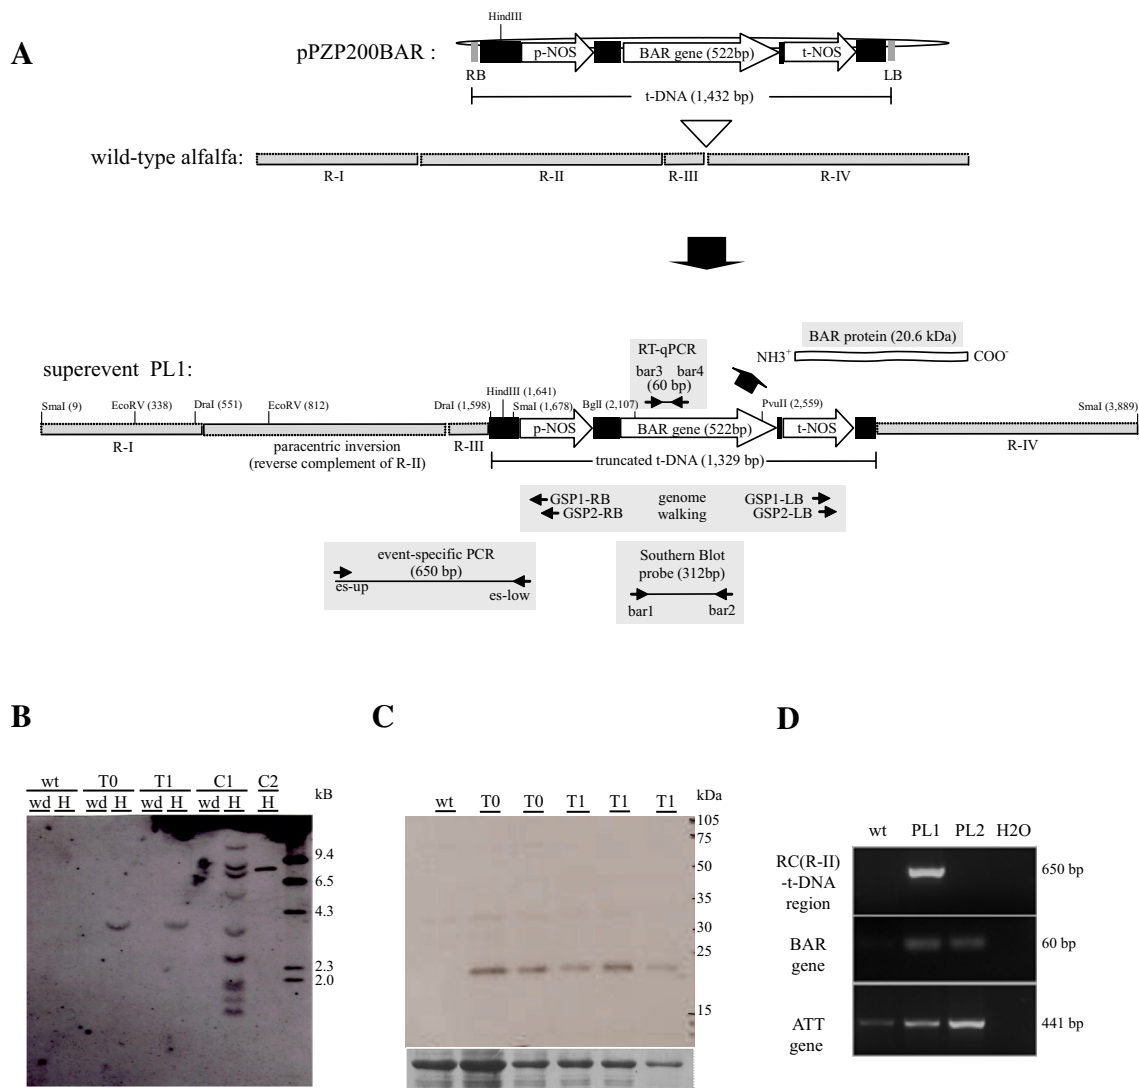 A
HindIII
pPZP200BAR :
p-NOS
BAR gene (522bp)
t-NOS
RB
LB
t-DNA (1,432 bp)
wild-type alfalfa:
R-I
R-II
R-III
R-IV
BAR protein (20.6 kDa)
NH3+
COO-
RT-qPCR
bar3 bar4
(60 bp)
superevent PL1:
HindIII (1,641)
SmaI (9)
EcoRV (338)
DraI (551)
EcoRV (812)
DraI (1,598)
SmaI (1,678)
BglI (2,107)
PvuII (2,559)
SmaI (3,889)
p-NOS
BAR gene (522bp)
t-NOS
R-I
paracentric inversion
(reverse complement of R-II)
R-III
R-IV
truncated t-DNA (1,329 bp)
GSP1-RB
GSP2-RB
genome
walking
GSP1-LB
GSP2-LB
event-specific PCR
(650 bp)
es-up
es-low
Southern Blot
probe (312bp)
bar1
bar2
B
wt T0 T1 C1 C2
wd H wd H wd H wd H H
kB
9.4
6.5
4.3
2.3
2.0
C
wt T0 T0 T1 T1 T1
kDa
105
75
50
35
30
25
15
D
wt PL1 PL2 H2O
RC(R-II)
-t-DNA
region
650 bp
BAR
gene
60 bp
ATT
gene
441 bp